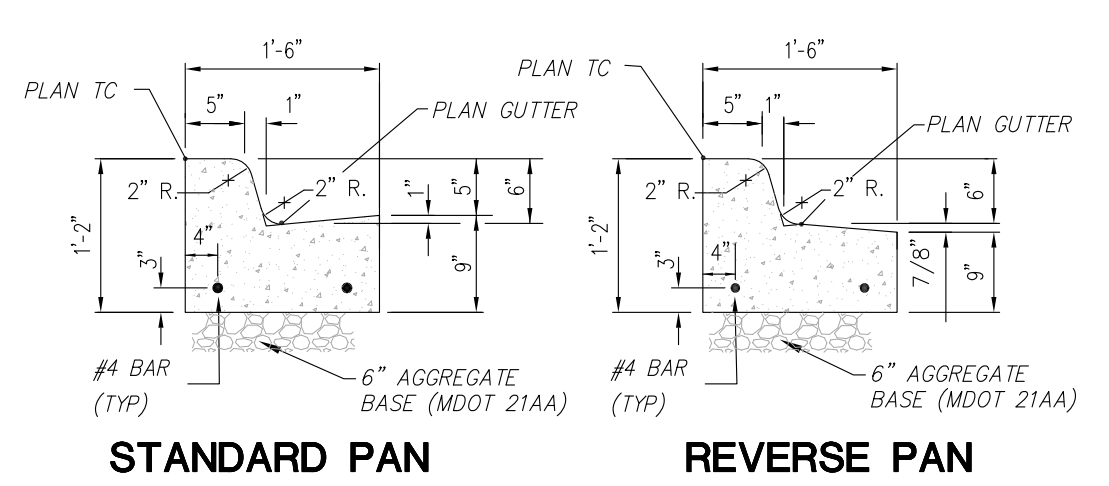 1'-6"
PLAN TC
5"
1"
PLAN GUTTER
2" R.
2" R.
1"
5"
6"
1'-2"
4"
3"
9"
#4 BAR
(TYP)
6" AGGREGATE
BASE (MDOT 21AA)
STANDARD PAN
1'-6"
PLAN TC
5"
1"
PLAN GUTTER
2" R.
2" R.
6"
1'-2"
4"
3"
7/8"
9"
#4 BAR
(TYP)
6" AGGREGATE
BASE (MDOT 21AA)
REVERSE PAN